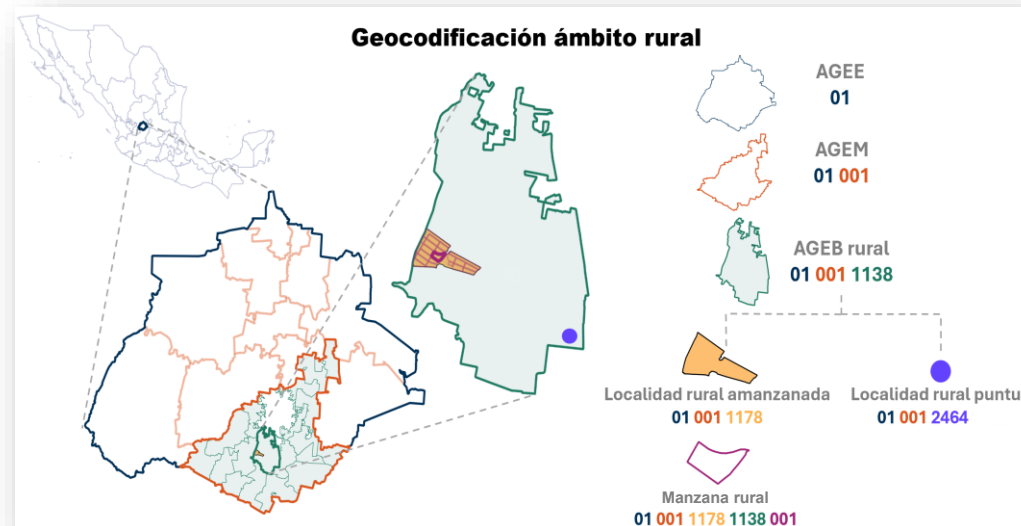 Geocodificación ámbito rural
AGEE
01
AGEM
01 001
AGEB rural
01 001 1138
Localidad rural amanzanada
01 001 1178
Localidad rural puntu
01 001 2464
Manzana rural
01 001 1178 1138 001